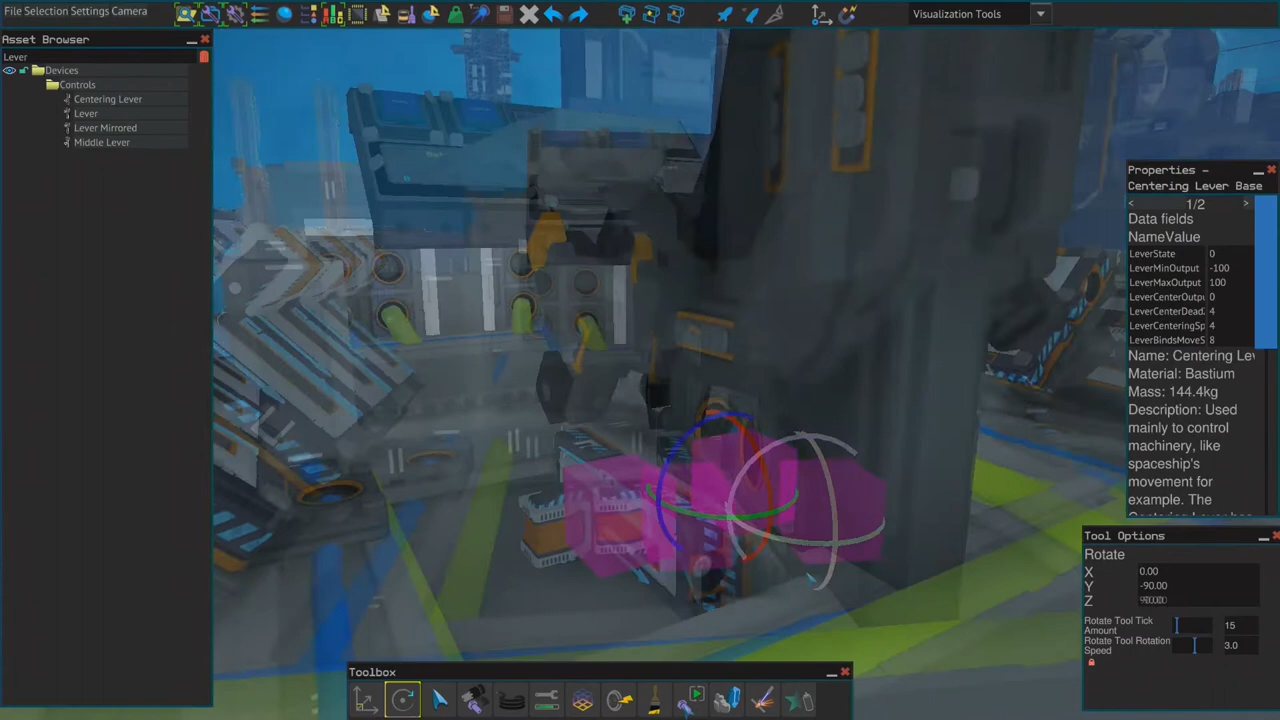 File Selection Settings Camera
Visualization Tools
Asset Browser
Lever
Devices
Controls
Centering Lever
Lever
Lever Mirrored
Middle Lever
Properties -
Centering Lever Base
< 1/2 >
Data fields
NameValue
LeverState 0
LeverMinOutput -100
LeverMaxOutput 100
LeverCenterOutpu 0
LeverCenterDead. 4
LeverCenteringSp 4
LeverBindsMoveS 8
Name: Centering Lev
Material: Bastium
Mass: 144.4kg
Description: Used
mainly to control
machinery, like
spaceship's
movement for
example. The
Tool Options
Rotate
X 0.00
Y -90.00
Z
Rotate Tool Tick
Amount 15
Rotate Tool Rotation
Speed 3.0
Toolbox